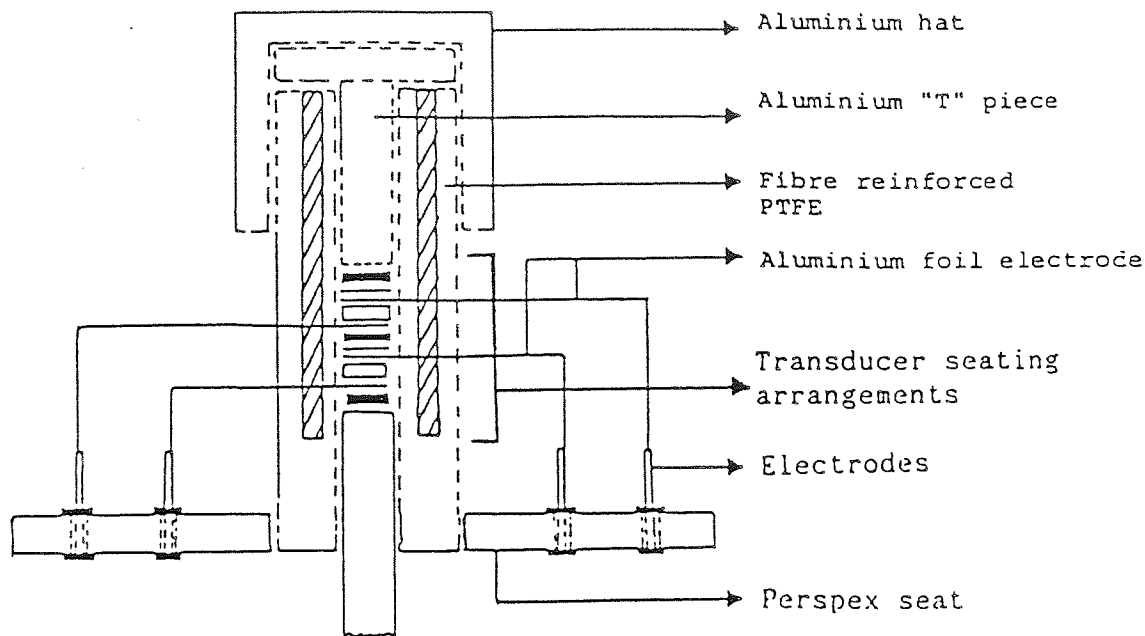 Aluminium hat
Aluminium "T" piece
Fibre reinforced
PTFE
Aluminium foil electrode
Transducer seating
arrangements
Electrodes
Perspex seat